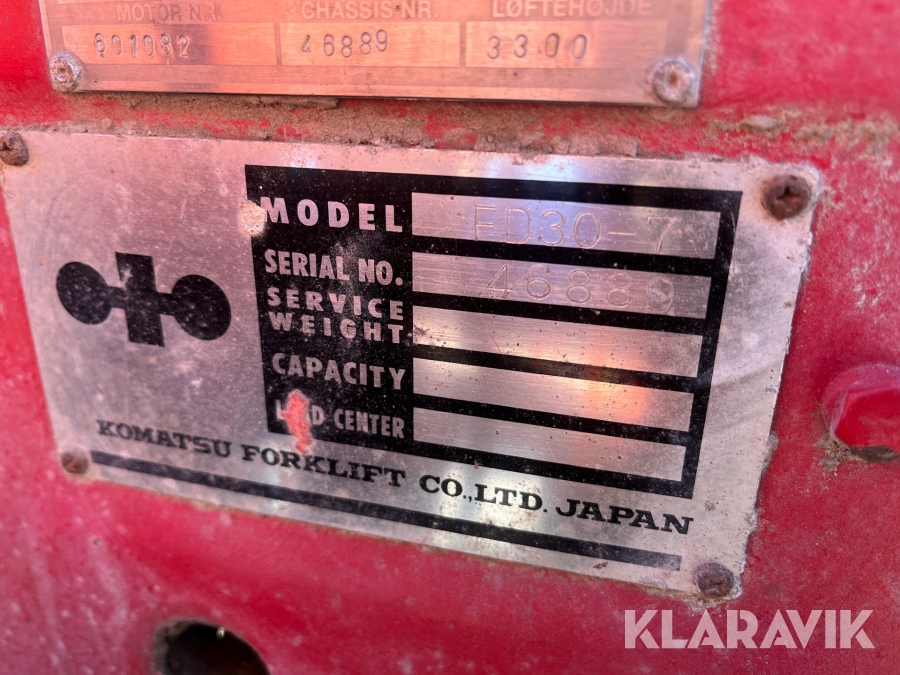 MOTOR NR. CHASSIS-NR. LØFTEHØJDE
601082 46889 3300
MODEL FD30-7
SERIAL NO. 46889
SERVICE
WEIGHT
CAPACITY
CENTER
KOMATSU FORKLIFT CO.,LTD. JAPAN
KLARAVIK